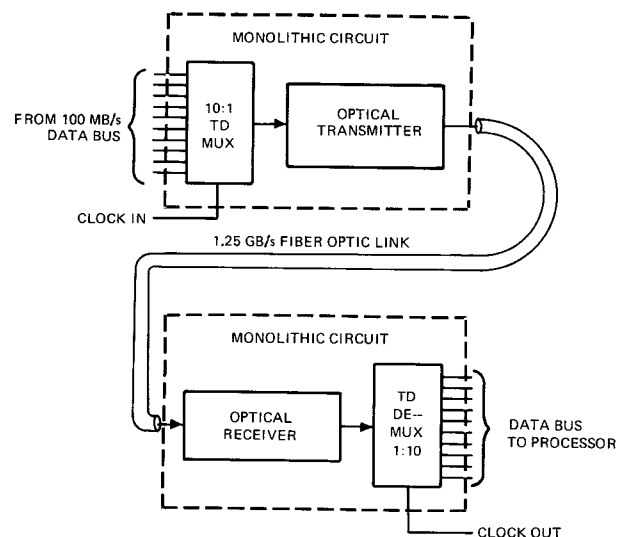 MONOLITHIC CIRCUIT
FROM 100 MB/s
DATA BUS
10:1
TD
MUX
OPTICAL
TRANSMITTER
CLOCK IN
1.25 GB/s FIBER OPTIC LINK
MONOLITHIC CIRCUIT
OPTICAL
RECEIVER
TD
DE--
MUX
1:10
DATA BUS
TO PROCESSOR
CLOCK OUT